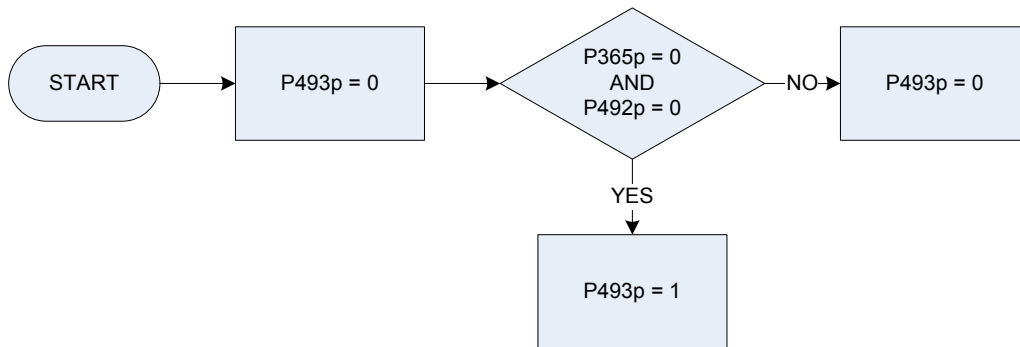 START
P493p = 0
P365p = 0
AND
P492p = 0
NO
P493p = 0
YES
P493p = 1